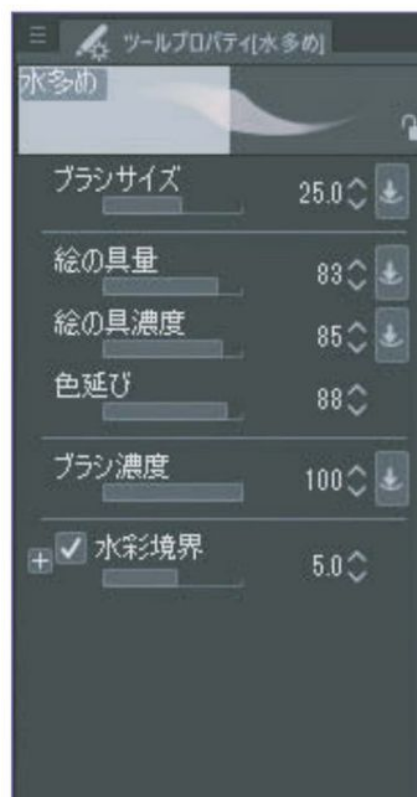 ツールプロパティ[水多め]
水多め
ブラシサイズ 25.0
絵の具量 83
絵の具濃度 85
色延び 88
ブラシ濃度 100
水彩境界 5.0